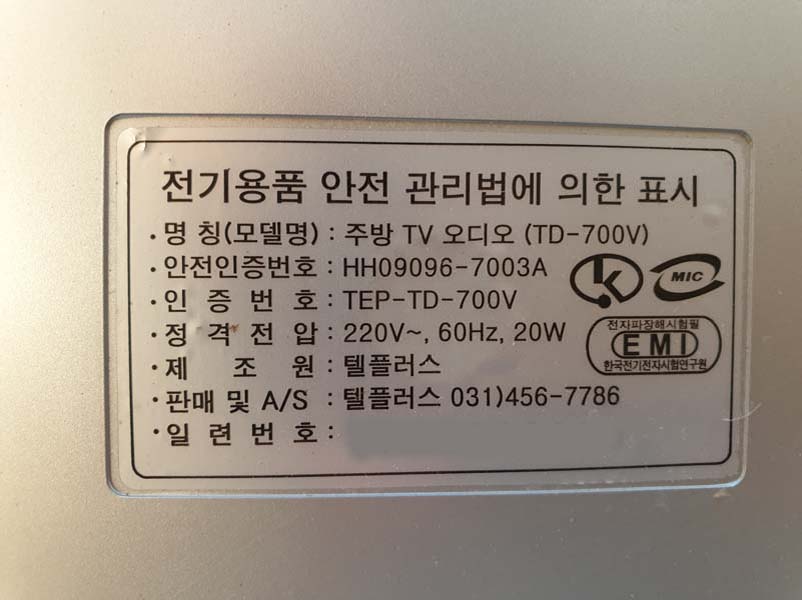 전기용품 안전 관리법에 의한 표시
· 명 칭(모델명) : 주방 TV 오디오 (TD-700V)
· 안전인증번호 : HH09096-7003A
· 인 증 번 호 : TEP-TD-700V
· 정 격 전 압 : 220V~, 60Hz, 20W
· 제 조 원 : 텔플러스
· 판매 및 A/S : 텔플러스 031)456-7786
· 일 련 번 호 :
MIC
전자파장해시험필
EMI
한국전기전자시험연구원